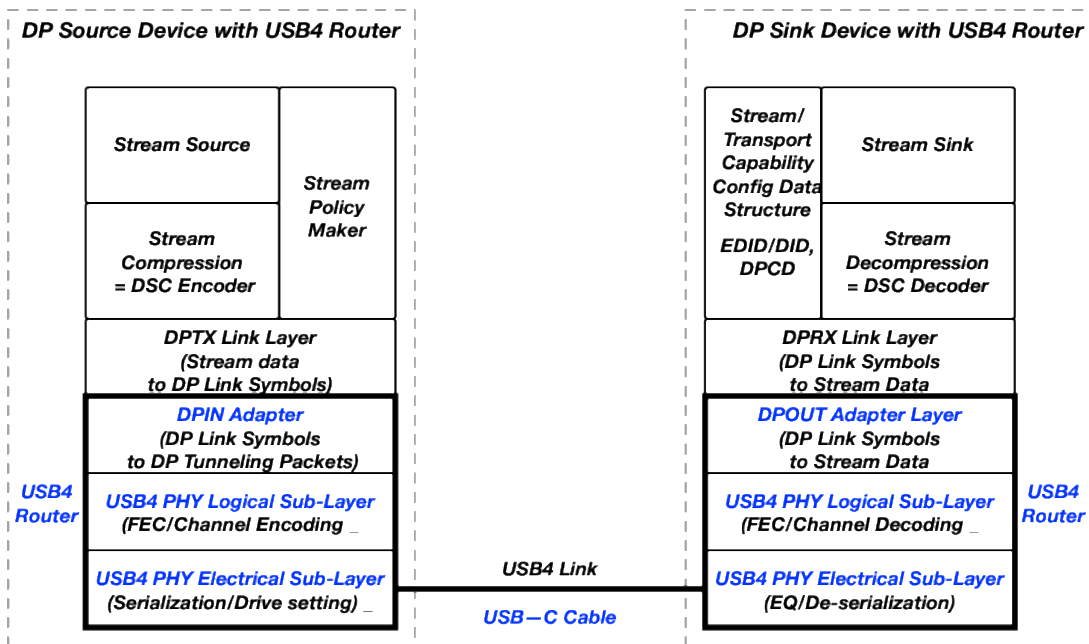 DP Source Device with USB4 Router
Stream Source
Stream
Policy
Maker
Stream
Compression
= DSC Encoder
DPTX Link Layer
(Stream data
to DP Link Symbols)
DPIN Adapter
(DP Link Symbols
to DP Tunneling Packets)
USB4
Router
USB4 PHY Logical Sub-Layer
(FEC/Channel Encoding _
USB4 PHY Electrical Sub-Layer
(Serialization/Drive setting) _
USB4 Link
USB—C Cable
DP Sink Device with USB4 Router
Stream/
Transport
Capability
Config Data
Structure
EDID/DID,
DPCD
Stream Sink
Stream
Decompression
= DSC Decoder
DPRX Link Layer
(DP Link Symbols
to Stream Data
DPOUT Adapter Layer
(DP Link Symbols
to Stream Data
USB4 PHY Logical Sub-Layer
(FEC/Channel Decoding _
USB4
Router
USB4 PHY Electrical Sub-Layer
(EQ/De-serialization)